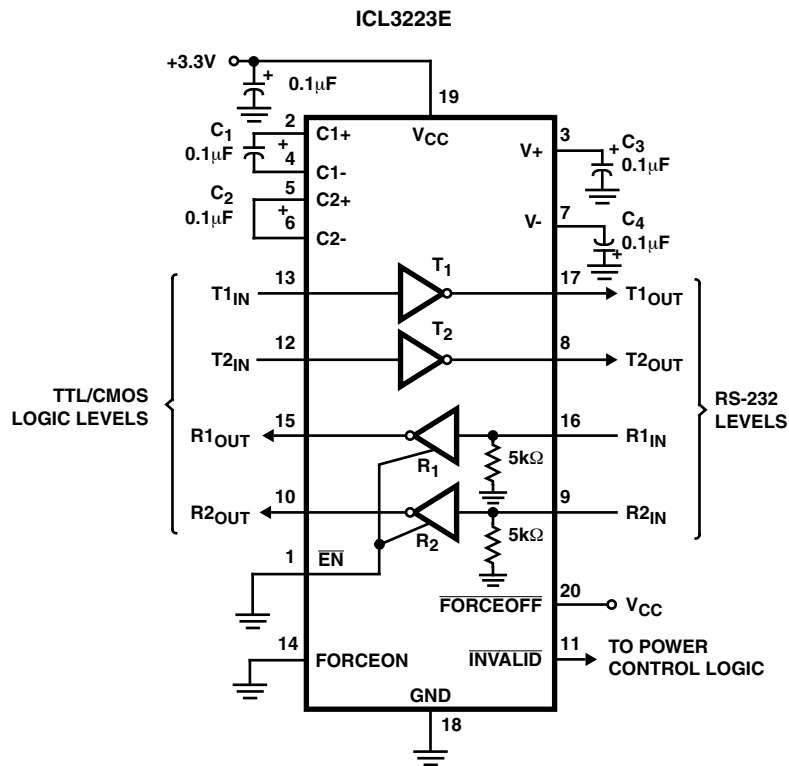 ICL3223E
+3.3V
+
0.1μF
19
2
C1+
VCC
3
C1
0.1μF
+
4
C1-
V+
+
C3
0.1μF
C2
0.1μF
5
C2+
+
6
C2-
V-
7
C4
0.1μF
+
T1IN
13
T1
17
T1OUT
T2IN
12
T2
8
T2OUT
TTL/CMOS
LOGIC LEVELS
RS-232
LEVELS
R1OUT
15
R1
16
R1IN
5kΩ
R2OUT
10
R2
9
R2IN
5kΩ
1
EN
FORCEOFF
20
VCC
14
FORCEON
INVALID
11
TO POWER
CONTROL LOGIC
GND
18